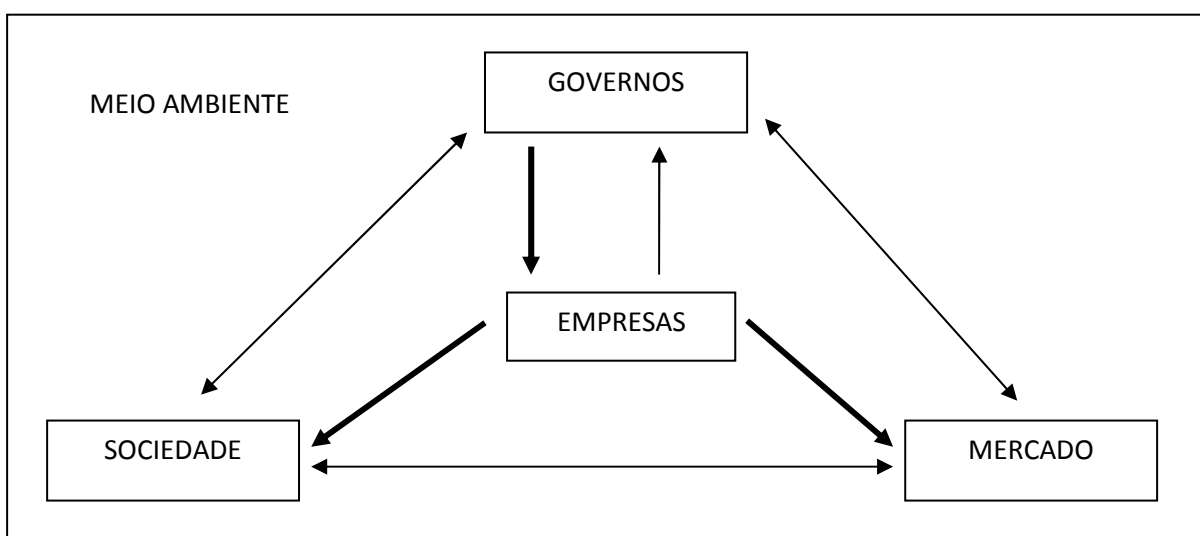 GOVERNOS
MEIO AMBIENTE
EMPRESAS
SOCIEDADE
MERCADO